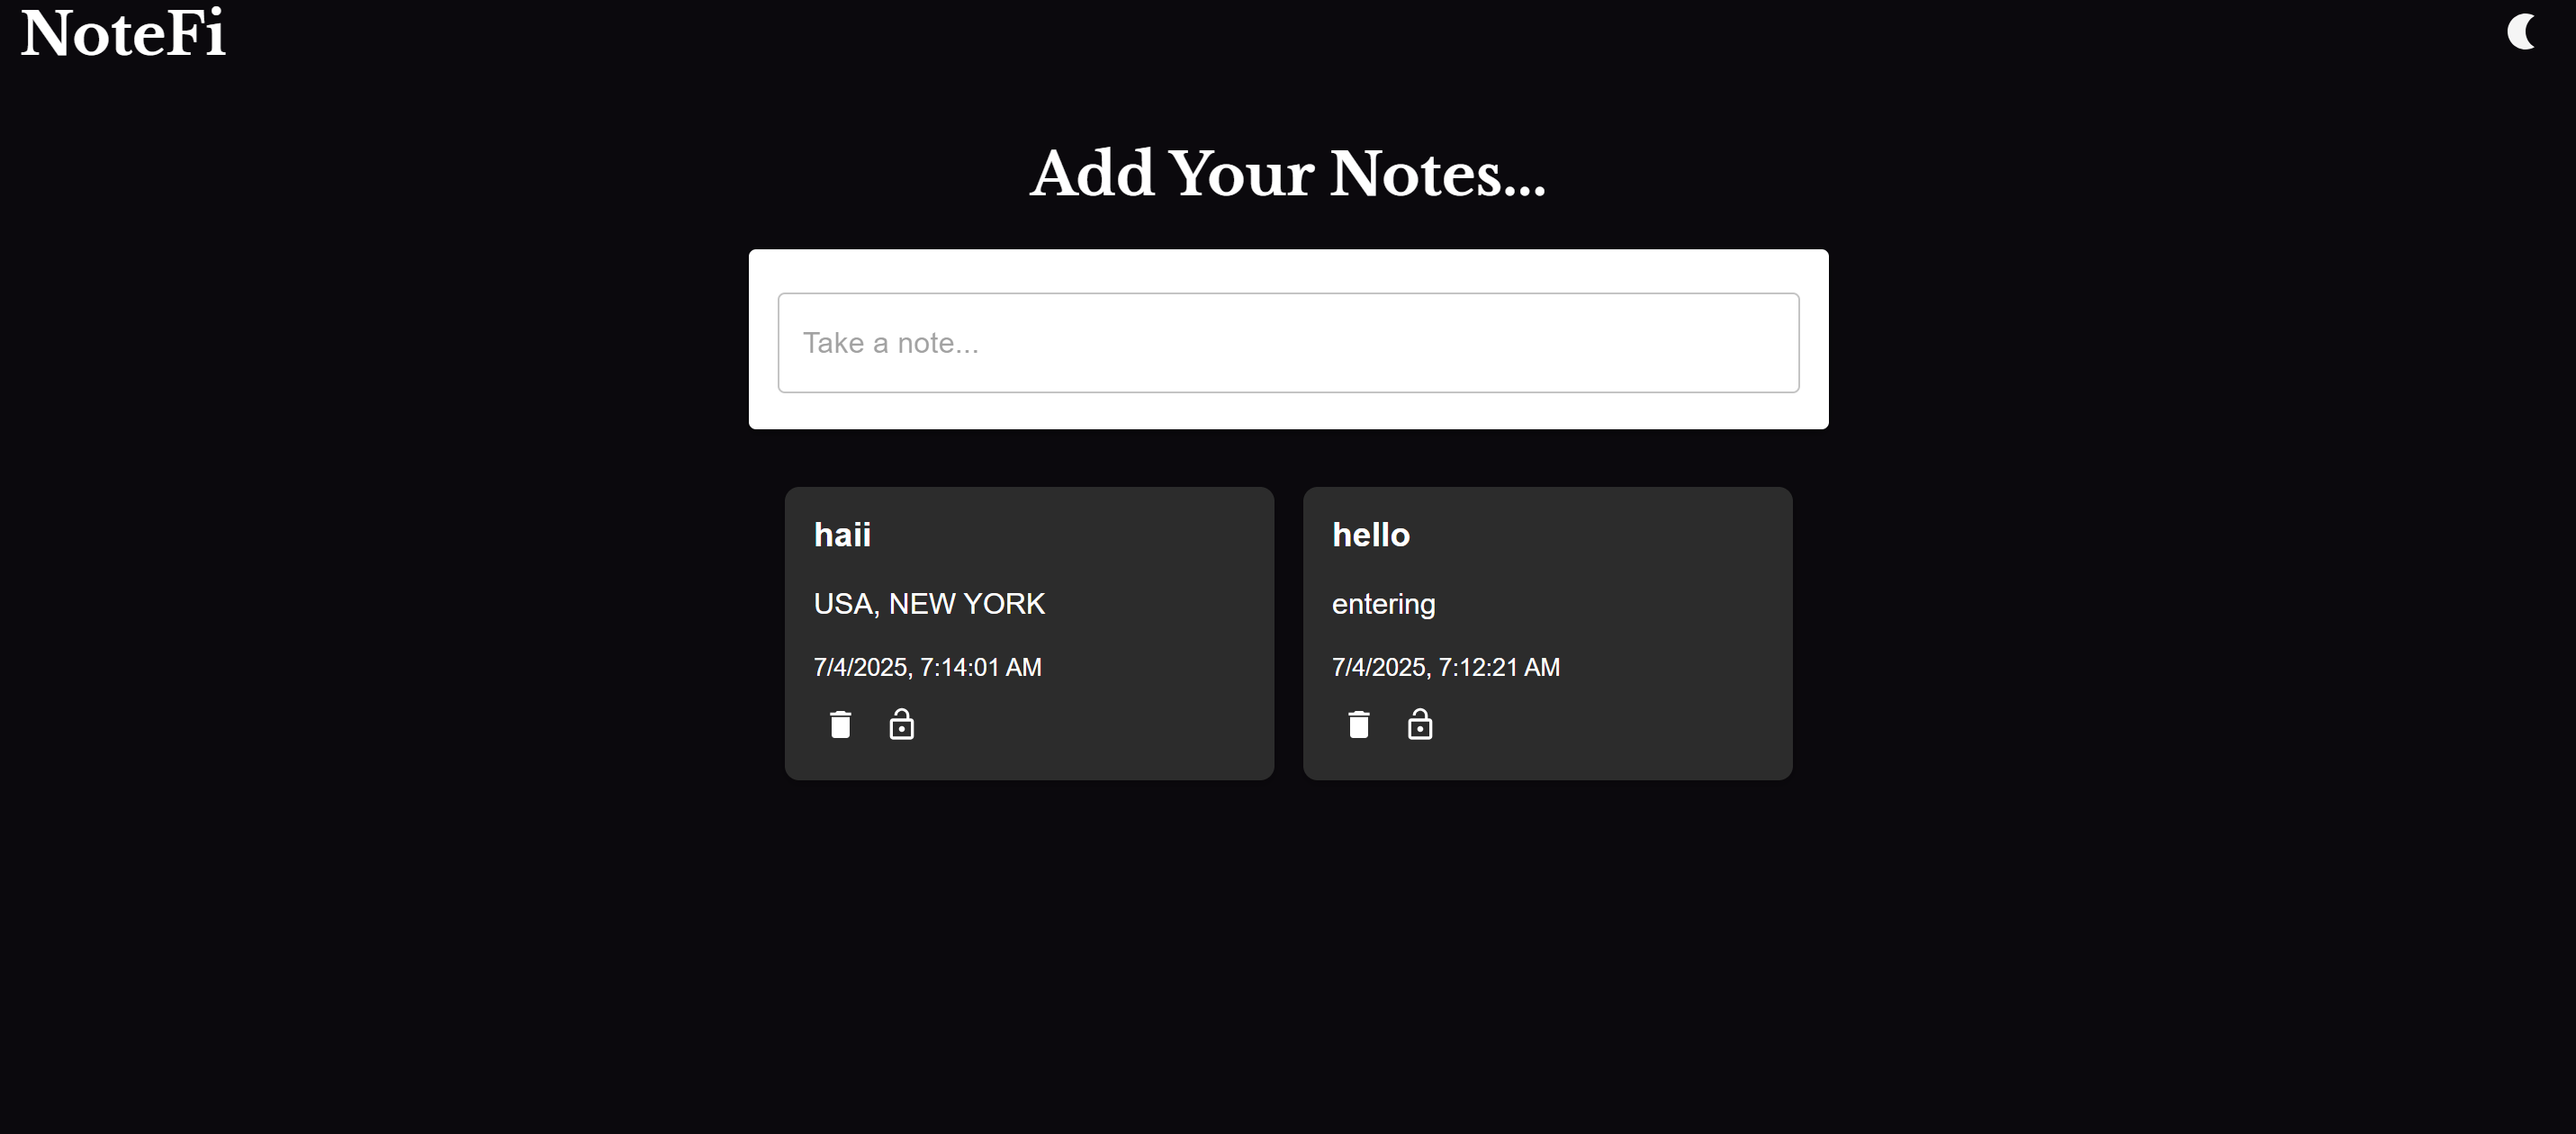 NoteFi
Add Your Notes...
Take a note...
haii
USA, NEW YORK
7/4/2025, 7:14:01 AM
hello
entering
7/4/2025, 7:12:21 AM